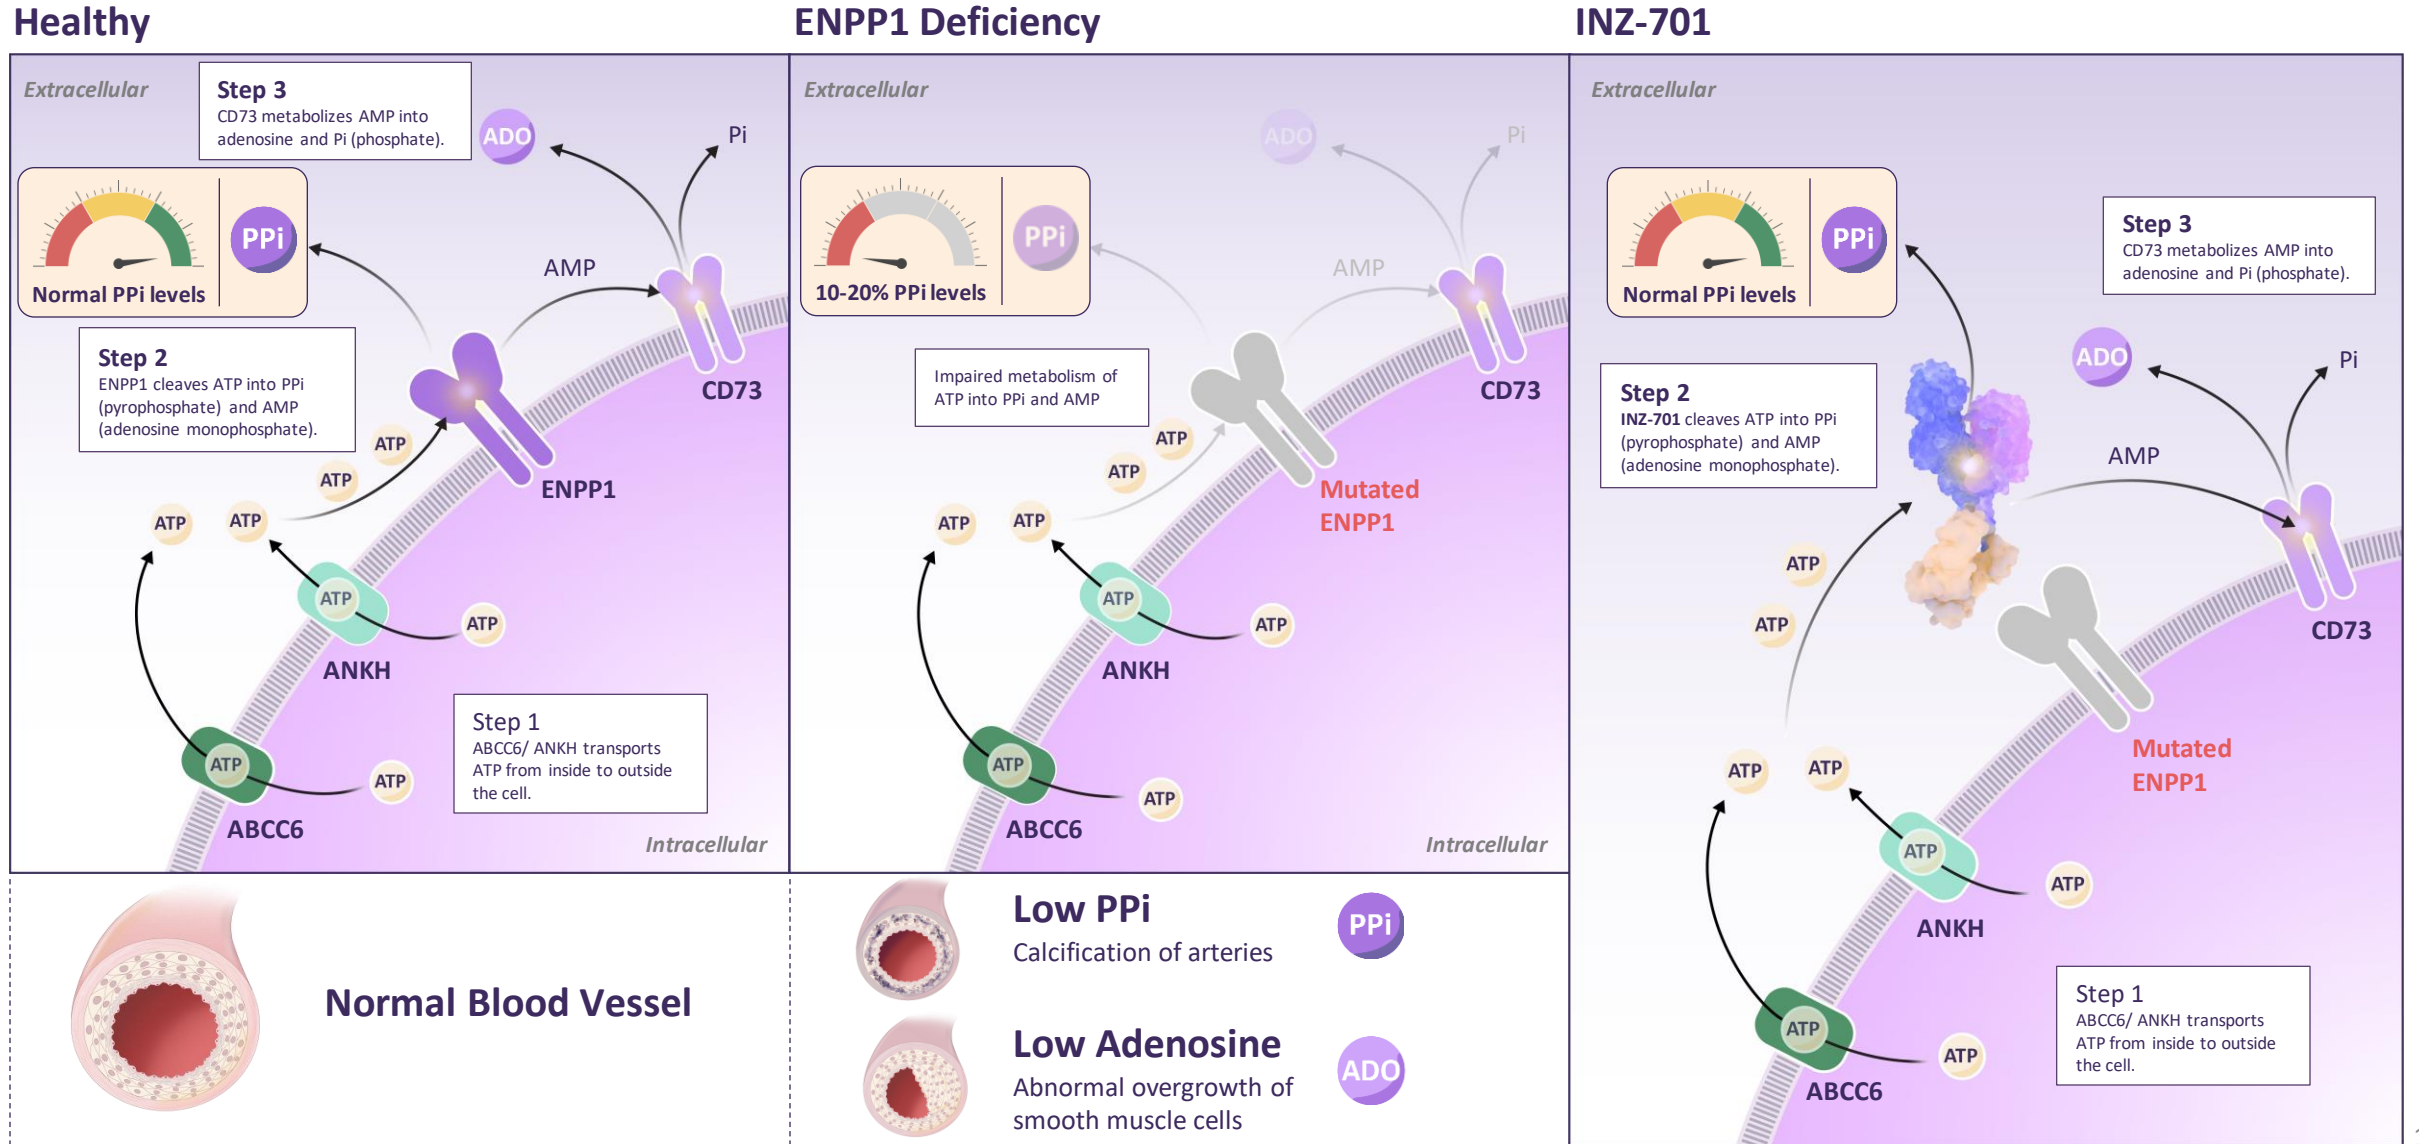 Healthy
Extracellular
Step 3
CD73 metabolizes AMP into
adenosine and Pi (phosphate).
ADO
Pi
PPi
Normal PPi levels
AMP
Step 2
ENPP1 cleaves ATP into PPi
(pyrophosphate) and AMP
(adenosine monophosphate).
CD73
ATP
ATP
ENPP1
ATP
ATP
ATP
ATP
ANKH
Step 1
ABCC6/ ANKH transports
ATP from inside to outside
the cell.
ATP
ATP
ABCC6
Intracellular
Normal Blood Vessel
ENPP1 Deficiency
Extracellular
ADO
Pi
PPi
10-20% PPi levels
AMP
Impaired metabolism of
ATP into PPi and AMP
CD73
ATP
ATP
Mutated
ENPP1
ATP
ATP
ATP
ATP
ANKH
ATP
ATP
ABCC6
Intracellular
Low PPi
Calcification of arteries
PPi
Low Adenosine
Abnormal overgrowth of
smooth muscle cells
ADO
INZ-701
Extracellular
PPi
Normal PPi levels
Step 3
CD73 metabolizes AMP into
adenosine and Pi (phosphate).
ADO
Pi
Step 2
INZ-701 cleaves ATP into PPi
(pyrophosphate) and AMP
(adenosine monophosphate).
AMP
ATP
ATP
CD73
Mutated
ENPP1
ATP
ATP
ATP
ATP
ANKH
Step 1
ABCC6/ ANKH transports
ATP from inside to outside
the cell.
ATP
ATP
ABCC6